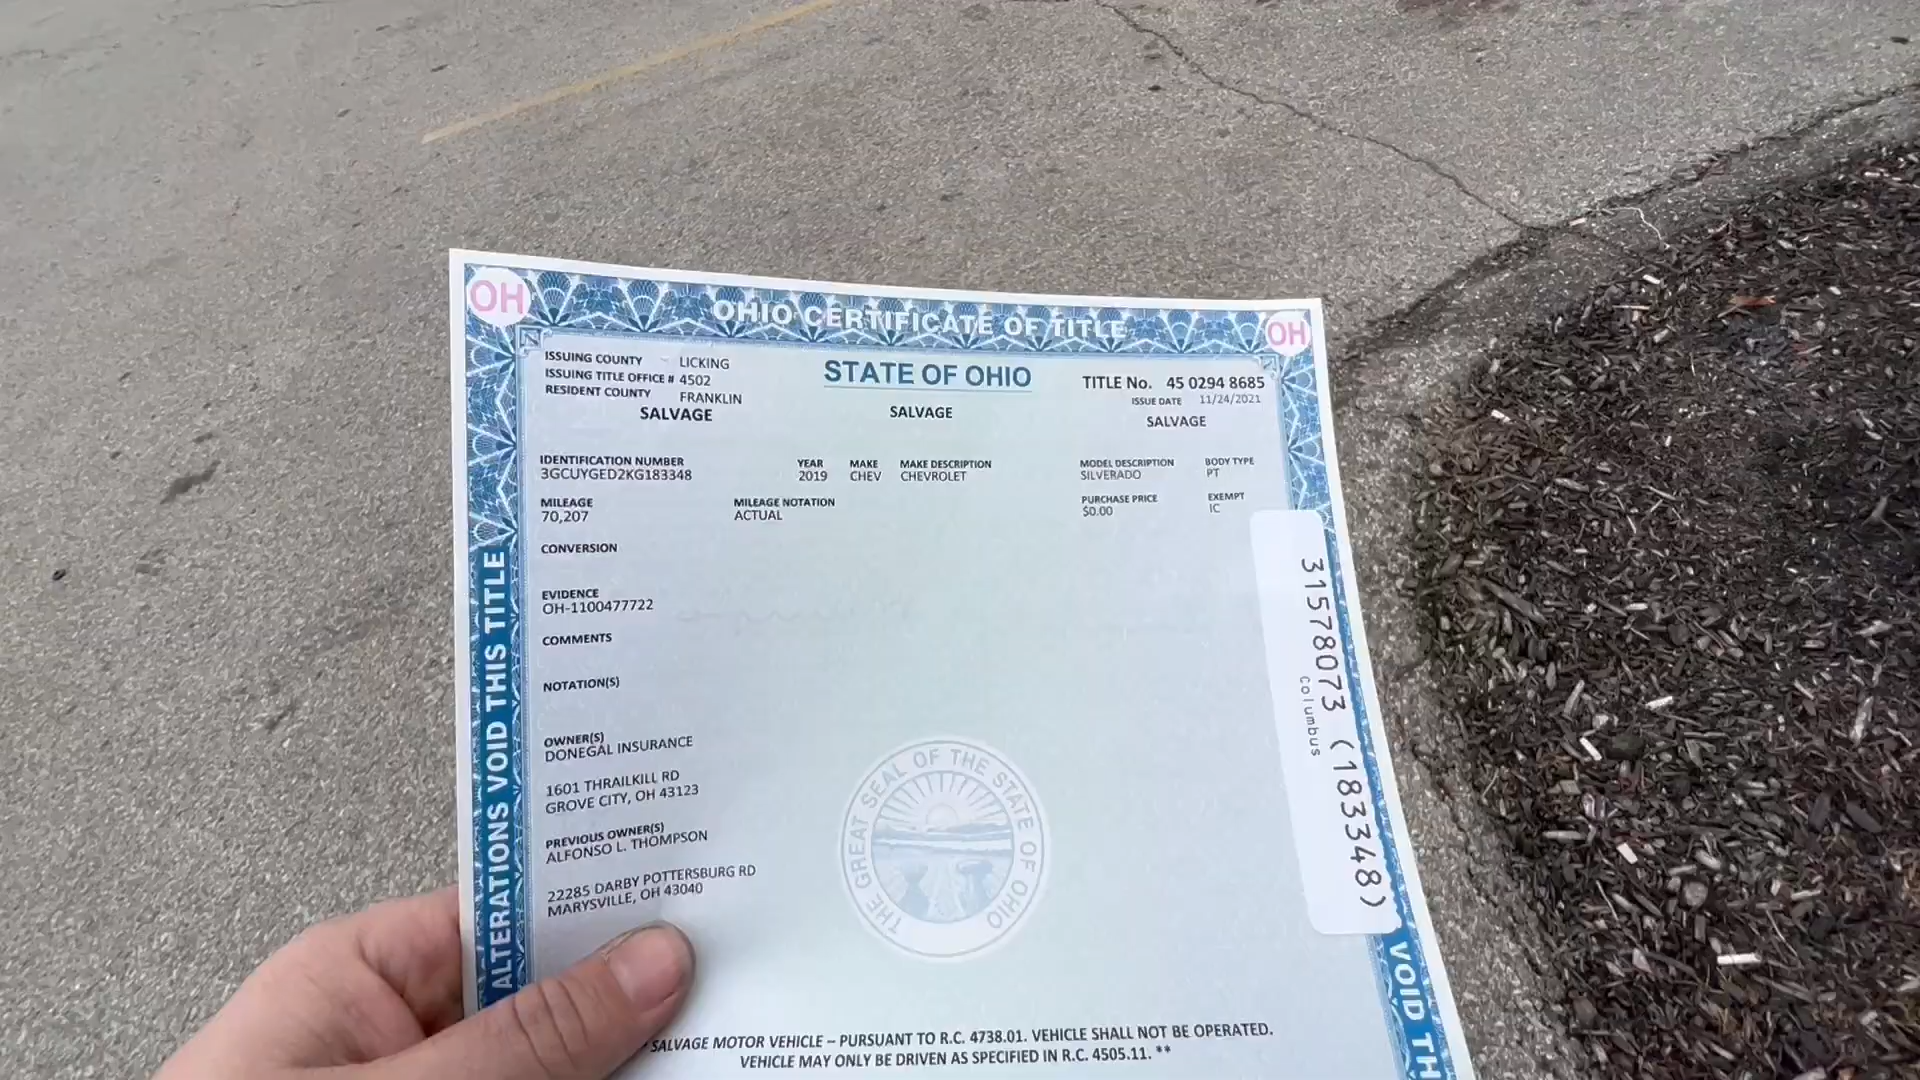 OH
OHIO CERTIFICATE OF TITLE
OH
ISSUING COUNTY LICKING
ISSUING TITLE OFFICE # 4502
RESIDENT COUNTY FRANKLIN
STATE OF OHIO
TITLE No. 45 0294 8685
ISSUE DATE 11/24/2021
SALVAGE SALVAGE SALVAGE
IDENTIFICATION NUMBER YEAR MAKE MAKE DESCRIPTION MODEL DESCRIPTION BODY TYPE
3GCUYGED2KG183348 2019 CHEV CHEVROLET SILVERADO PT
MILEAGE MILEAGE NOTATION PURCHASE PRICE EXEMPT
70,207 ACTUAL $0.00 IC
CONVERSION
EVIDENCE
OH-1100477722
COMMENTS
NOTATION(S)
OWNER(S)
DONEGAL INSURANCE
1601 THRAILKILL RD
GROVE CITY, OH 43123
PREVIOUS OWNER(S)
ALFONSO L. THOMPSON
22285 DARBY POTTERSBURG RD
MARYSVILLE, OH 43040
THE GREAT SEAL OF THE STATE OF OHIO
31578073 (183348)
Columbus
ALTERATIONS VOID THIS TITLE
VOID TH
SALVAGE MOTOR VEHICLE – PURSUANT TO R.C. 4738.01. VEHICLE SHALL NOT BE OPERATED.
VEHICLE MAY ONLY BE DRIVEN AS SPECIFIED IN R.C. 4505.11. **